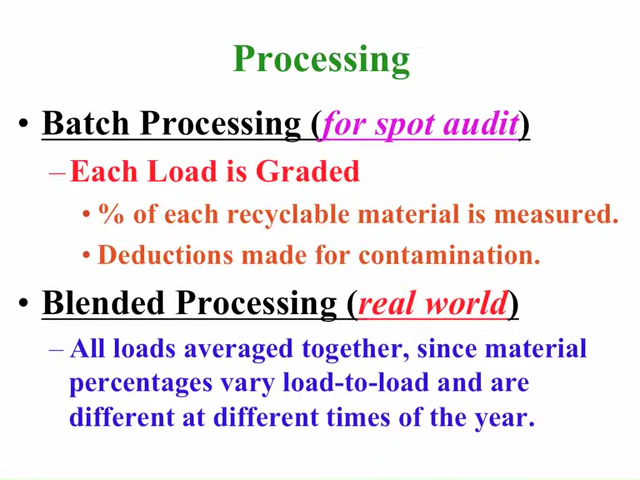 Processing
• Batch Processing (for spot audit)
– Each Load is Graded
• % of each recyclable material is measured.
• Deductions made for contamination.
• Blended Processing (real world)
– All loads averaged together, since material
percentages vary load-to-load and are
different at different times of the year.